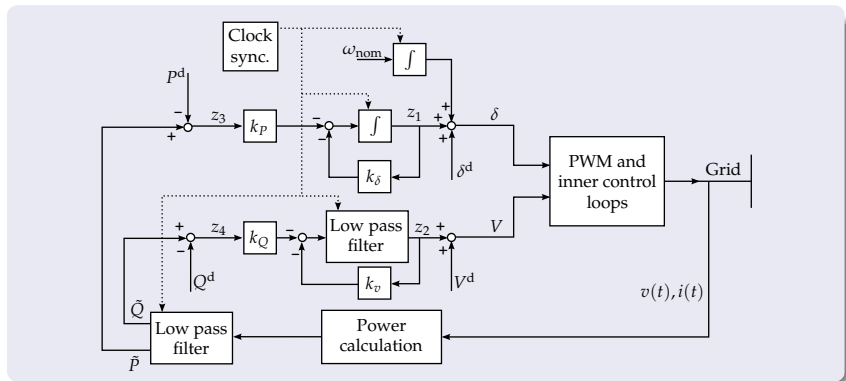 Clock
sync.
ω_nom
∫
+
P^d
−
+
z_3
k_P
−
−
∫
z_1
+
+
δ
k_δ
δ^d
PWM and
inner control
loops
Grid
+
−
z_4
k_Q
−
−
Low pass
filter
z_2
+
+
V
Q^d
k_v
V^d
v(t), i(t)
Q̃
Low pass
filter
Power
calculation
P̃